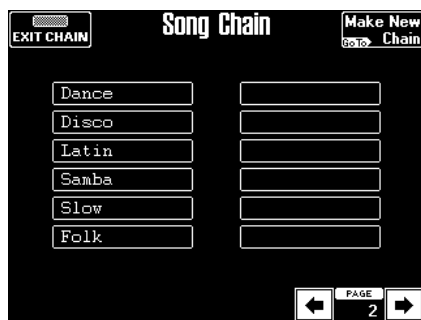 EXIT CHAIN
Song Chain
Make New
GoTo Chain
Dance
Disco
Latin
Samba
Slow
Folk
PAGE
2